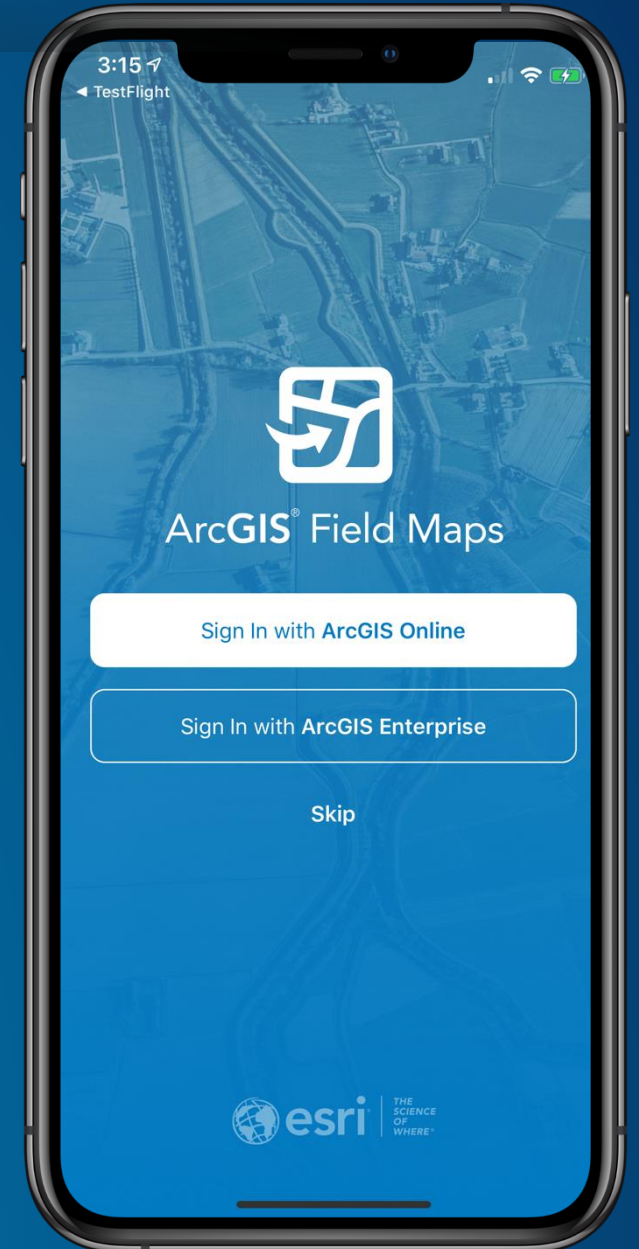 3:15
◀ TestFlight
ArcGIS® Field Maps
Sign In with ArcGIS Online
Sign In with ArcGIS Enterprise
Skip
esri
THE
SCIENCE
OF
WHERE®